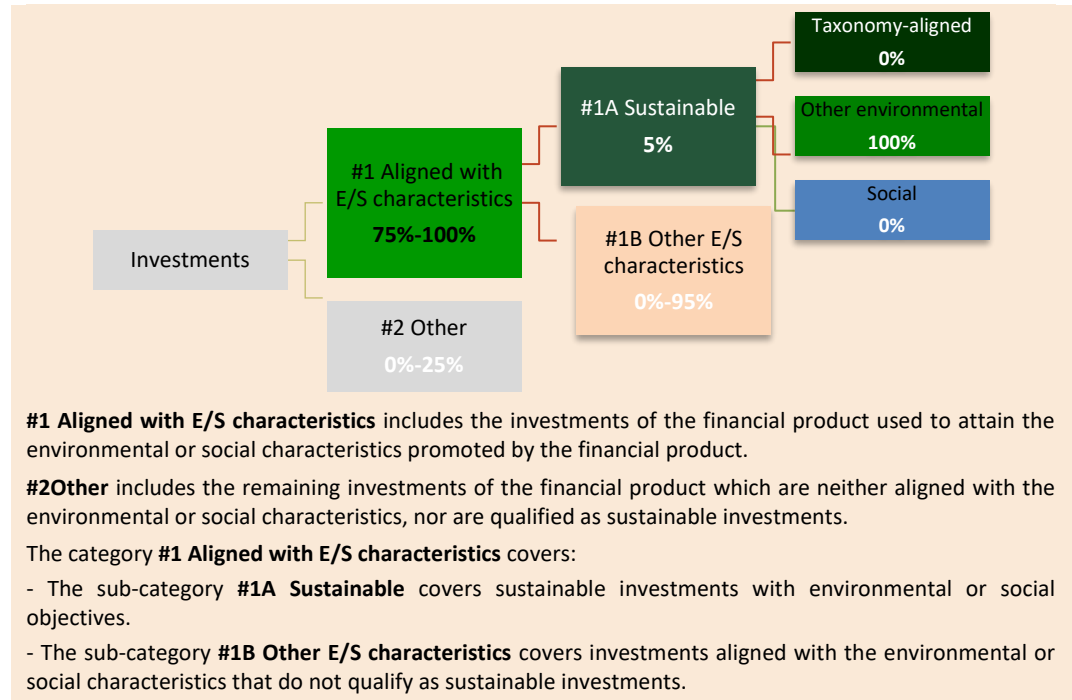 Taxonomy-aligned
0%
#1A Sustainable
5%
Other environmental
100%
#1 Aligned with
E/S characteristics
75%-100%
Social
0%
#1B Other E/S
characteristics
0%-95%
Investments
#2 Other
0%-25%
#1 Aligned with E/S characteristics includes the investments of the financial product used to attain the
environmental or social characteristics promoted by the financial product.
#2Other includes the remaining investments of the financial product which are neither aligned with the
environmental or social characteristics, nor are qualified as sustainable investments.
The category #1 Aligned with E/S characteristics covers:
- The sub-category #1A Sustainable covers sustainable investments with environmental or social
objectives.
- The sub-category #1B Other E/S characteristics covers investments aligned with the environmental or
social characteristics that do not qualify as sustainable investments.